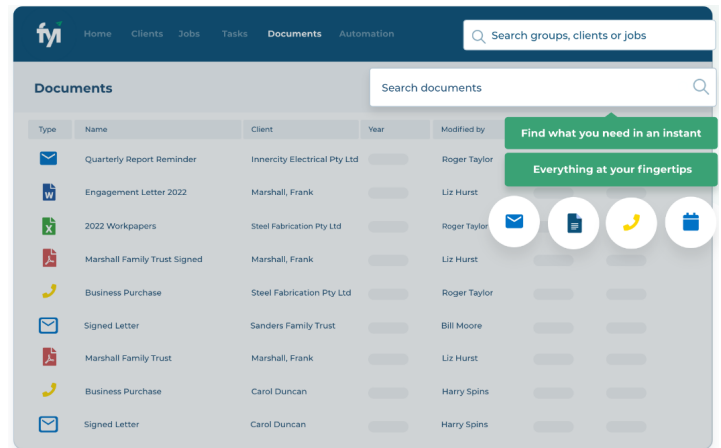 fyi
Home Clients Jobs Tasks Documents Automation
Search groups, clients or jobs
Documents
Search documents
Type Name Client Year Modified by
Find what you need in an instant
Everything at your fingertips
Quarterly Report Reminder Innercity Electrical Pty Ltd Roger Taylor
W Engagement Letter 2022 Marshall, Frank Liz Hurst
X 2022 Workpapers Steel Fabrication Pty Ltd Roger Taylor
Marshall Family Trust Signed Marshall, Frank Liz Hurst
Business Purchase Steel Fabrication Pty Ltd Roger Taylor
Signed Letter Sanders Family Trust Bill Moore
Marshall Family Trust Marshall, Frank Liz Hurst
Business Purchase Carol Duncan Harry Spins
Signed Letter Carol Duncan Harry Spins